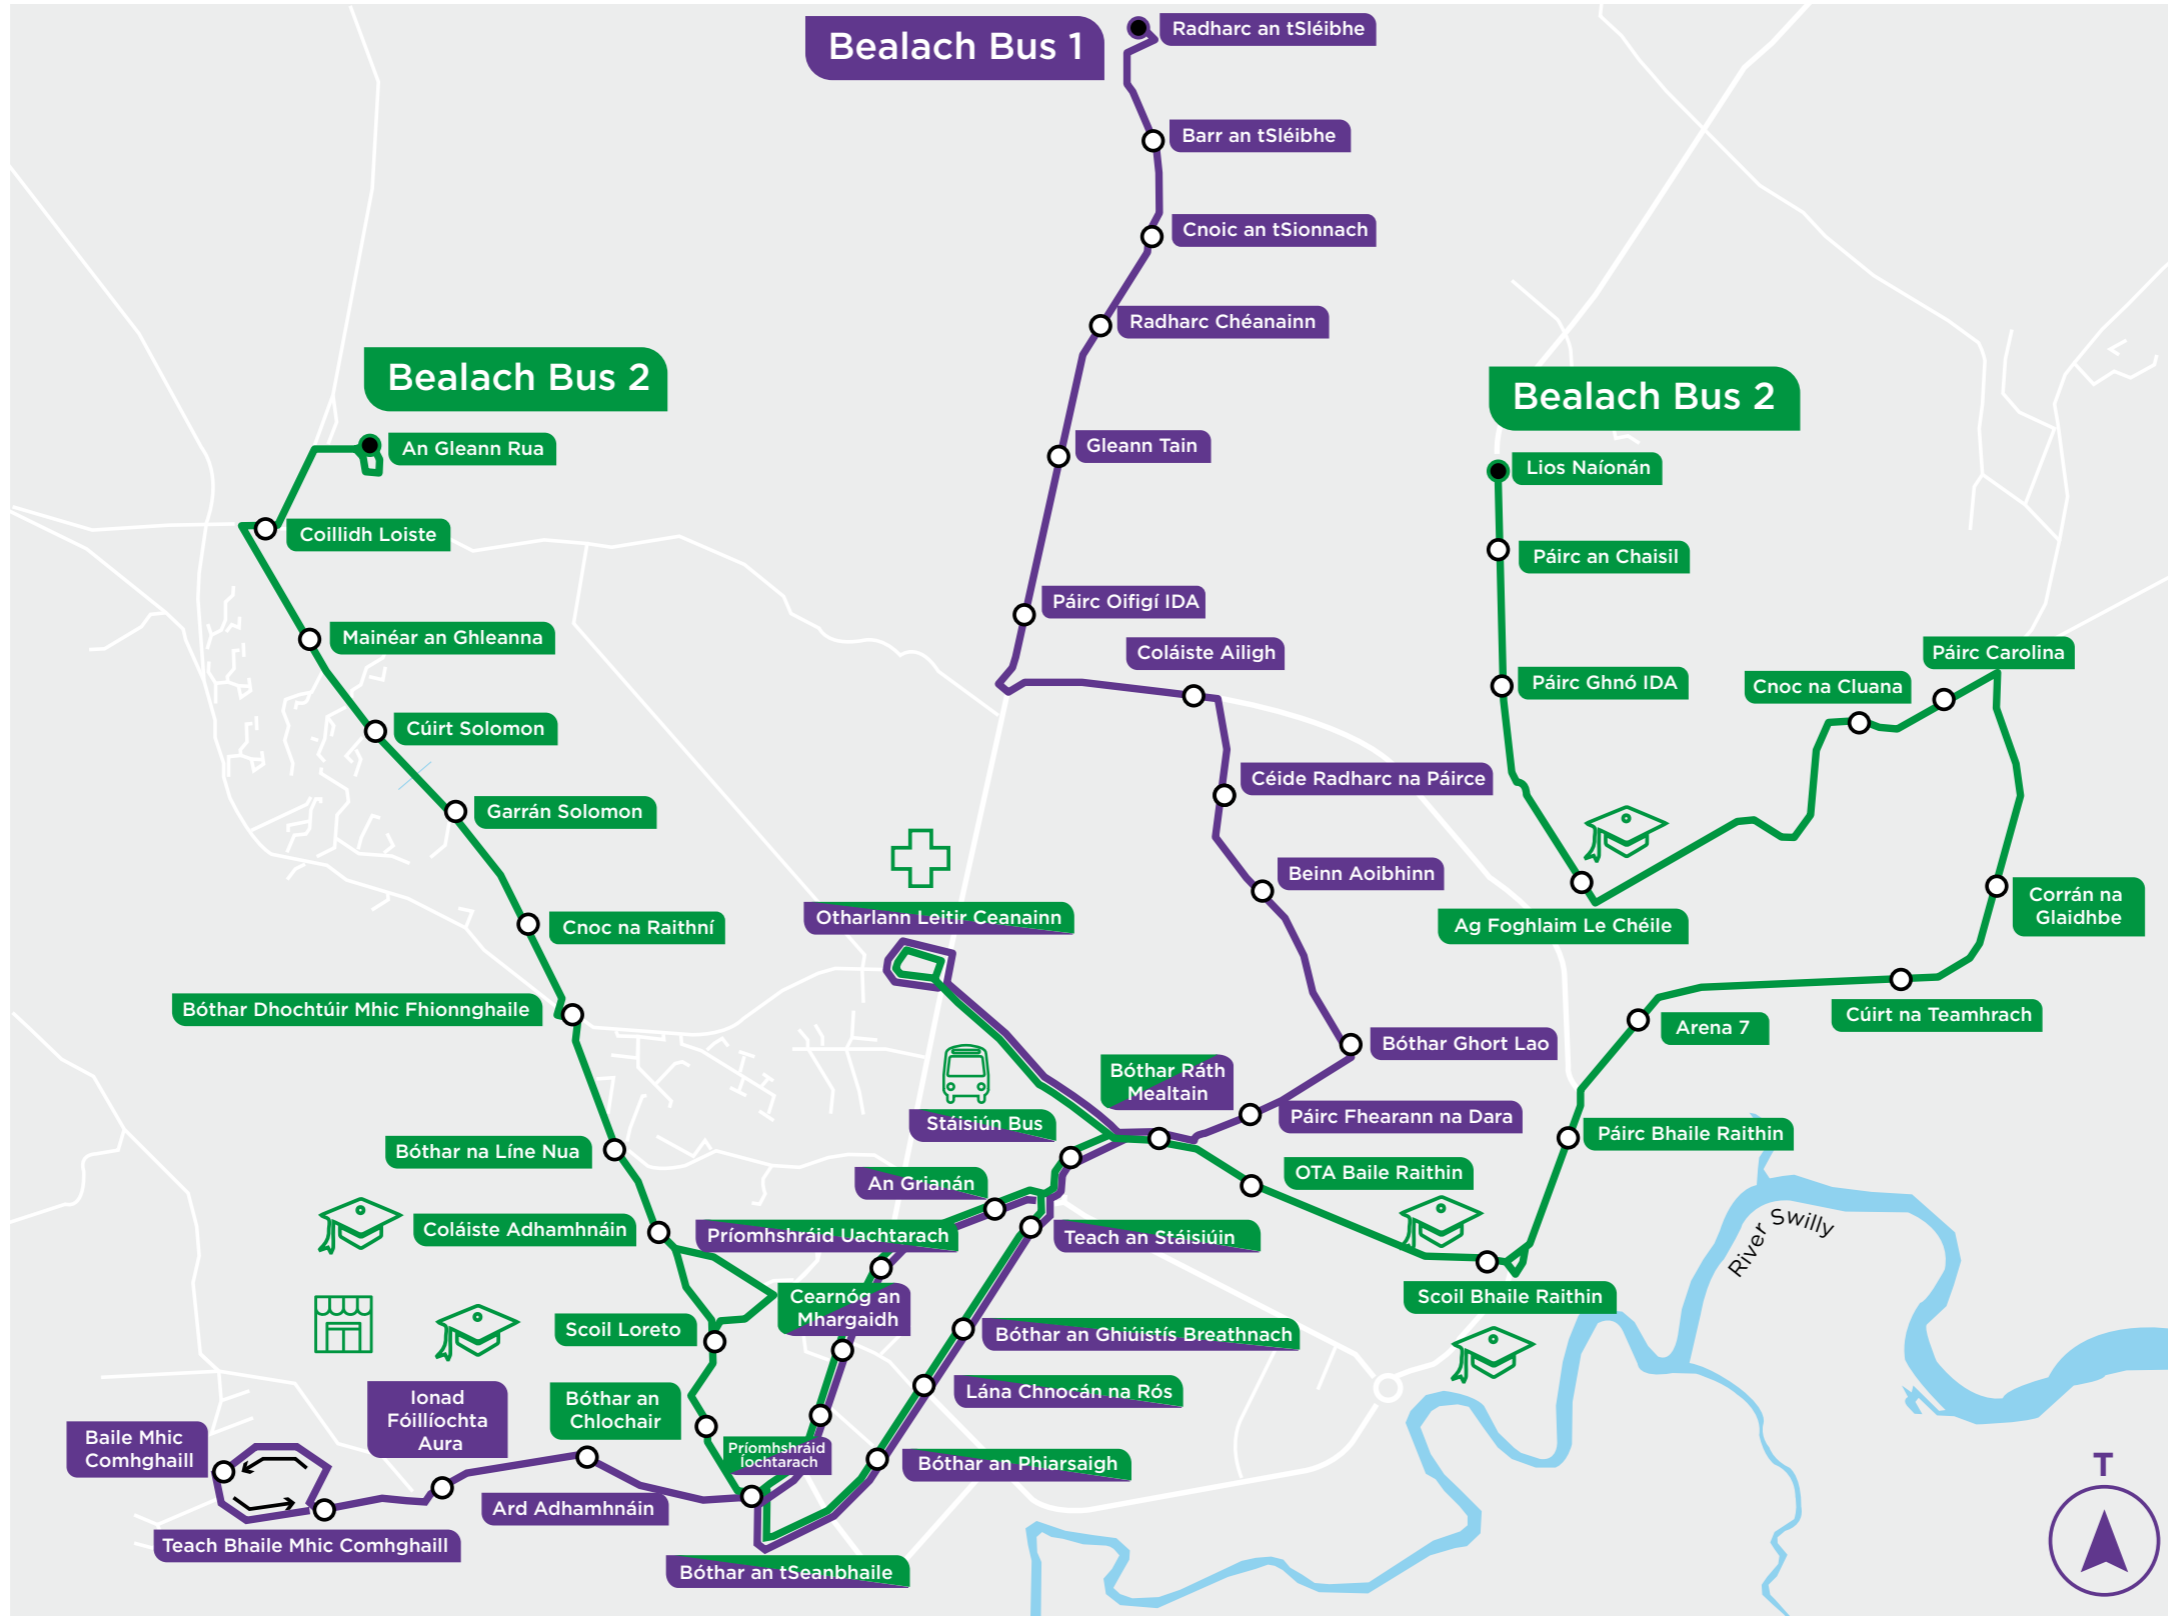 Bealach Bus 1
Radharc an tSléibhe
Barr an tSléibhe
Cnoic an tSionnach
Radharc Chéanainn
Gleann Tain
Páirc Oifigí IDA
Coláiste Ailigh
Céide Radharc na Páirce
Beinn Aoibhinn
Bóthar Ghort Lao
Páirc Fhearann na Dara
Bealach Bus 2
An Gleann Rua
Coillidh Loiste
Mainéar an Ghleanna
Cúirt Solomon
Garrán Solomon
Cnoc na Raithní
Bóthar Dhochtúir Mhic Fhionnghaile
Bóthar na Líne Nua
Coláiste Adhamhnáin
Scoil Loreto
Bóthar an
Chlochair
Bealach Bus 2
Lios Naíonán
Páirc an Chaisil
Páirc Ghnó IDA
Ag Foghlaim Le Chéile
Cnoc na Cluana
Páirc Carolina
Corrán na
Glaidhbe
Cúirt na Teamhrach
Arena 7
Páirc Bhaile Raithin
Scoil Bhaile Raithin
OTA Baile Raithin
Otharlann Leitir Ceanainn
Bóthar Ráth
Mealtain
Stáisiún Bus
An Grianán
Príomhshráid Uachtarach
Teach an Stáisiúin
Cearnóg an
Mhargaidh
Bóthar an Ghiúistís Breathnach
Lána Chnocán na Rós
Bóthar an Phiarsaigh
Príomhshráid
Íochtarach
Bóthar an tSeanbhaile
Ionad
Fóillíochta
Aura
Ard Adhamhnáin
Baile Mhic
Comhghaill
Teach Bhaile Mhic Comhghaill
River Swilly
T